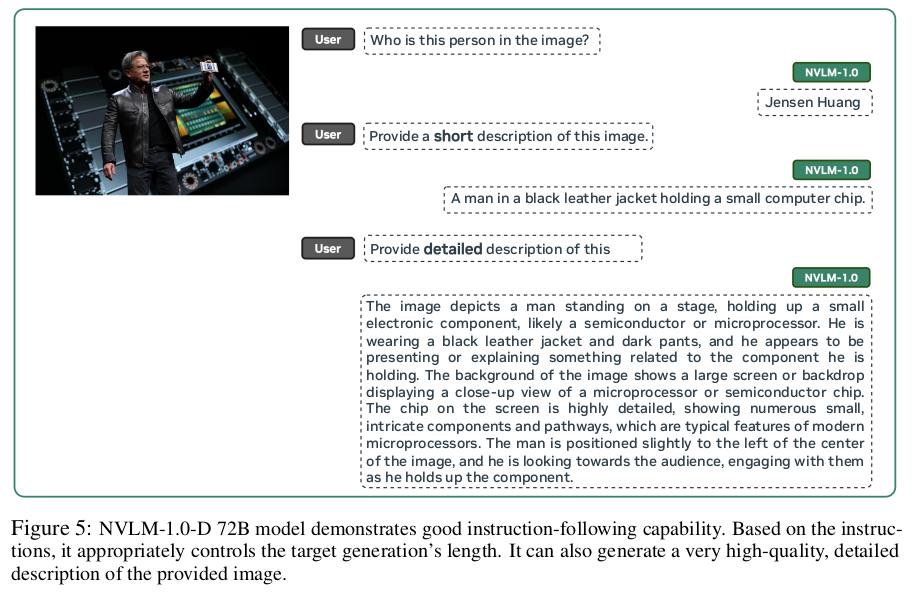 User
Who is this person in the image?
NVLM-1.0
Jensen Huang
User
Provide a short description of this image.
NVLM-1.0
A man in a black leather jacket holding a small computer chip.
User
Provide detailed description of this
NVLM-1.0
The image depicts a man standing on a stage, holding up a small
electronic component, likely a semiconductor or microprocessor. He is
wearing a black leather jacket and dark pants, and he appears to be
presenting or explaining something related to the component he is
holding. The background of the image shows a large screen or backdrop
displaying a close-up view of a microprocessor or semiconductor chip.
The chip on the screen is highly detailed, showing numerous small,
intricate components and pathways, which are typical features of modern
microprocessors. The man is positioned slightly to the left of the center
of the image, and he is looking towards the audience, engaging with them
as he holds up the component.
Figure 5: NVLM-1.0-D 72B model demonstrates good instruction-following capability. Based on the instruc-
tions, it appropriately controls the target generation's length. It can also generate a very high-quality, detailed
description of the provided image.